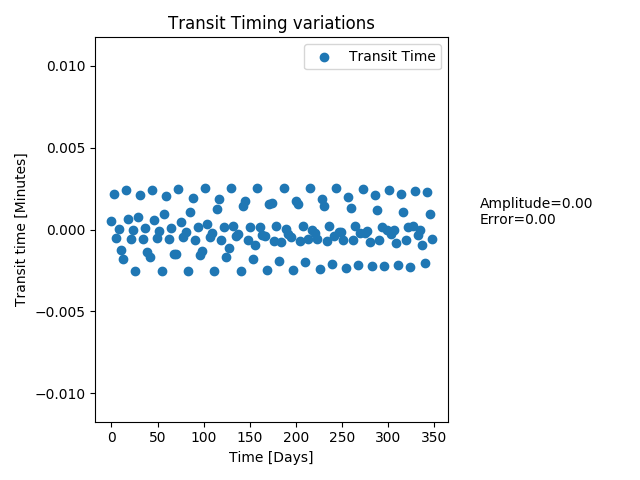 Transit Timing variations
Transit Time
0.010
0.005
0.000
−0.005
−0.010
Transit time [Minutes]
0 50 100 150 200 250 300 350
Time [Days]
Amplitude=0.00
Error=0.00